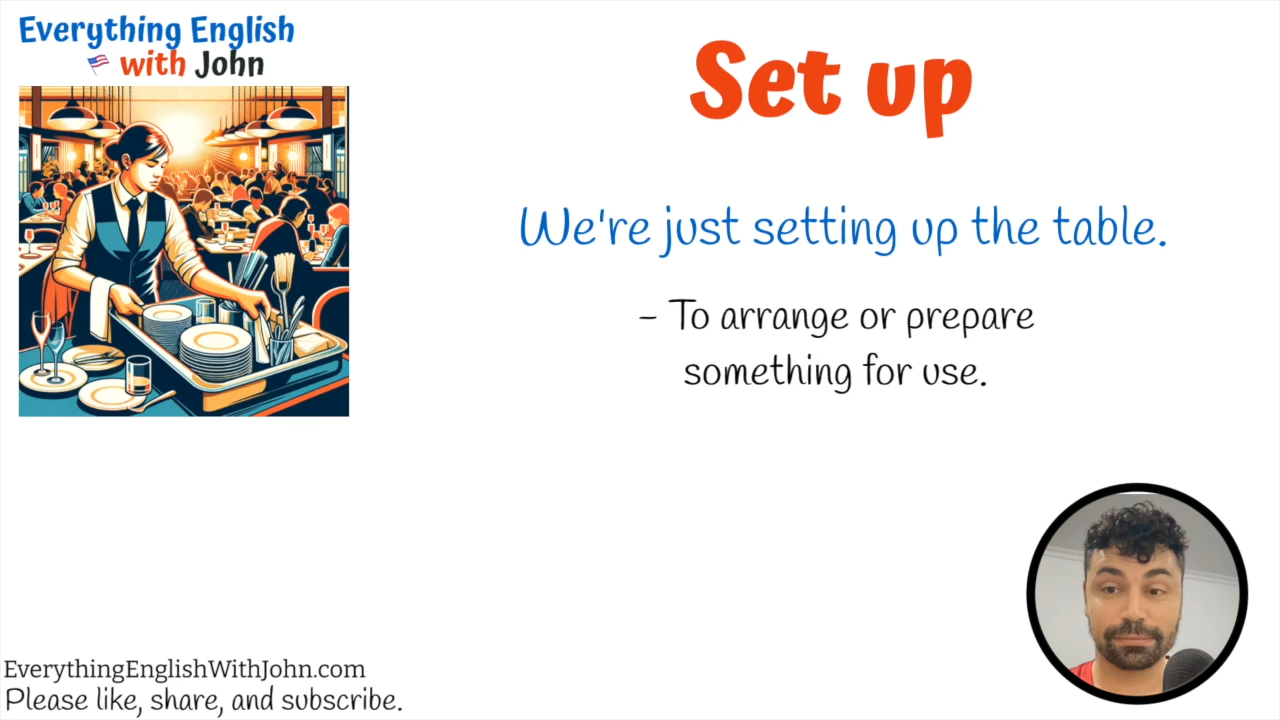 Everything English
with John
Set up
We're just setting up the table.
- To arrange or prepare
something for use.
EverythingEnglishWithJohn.com
Please like, share, and subscribe.